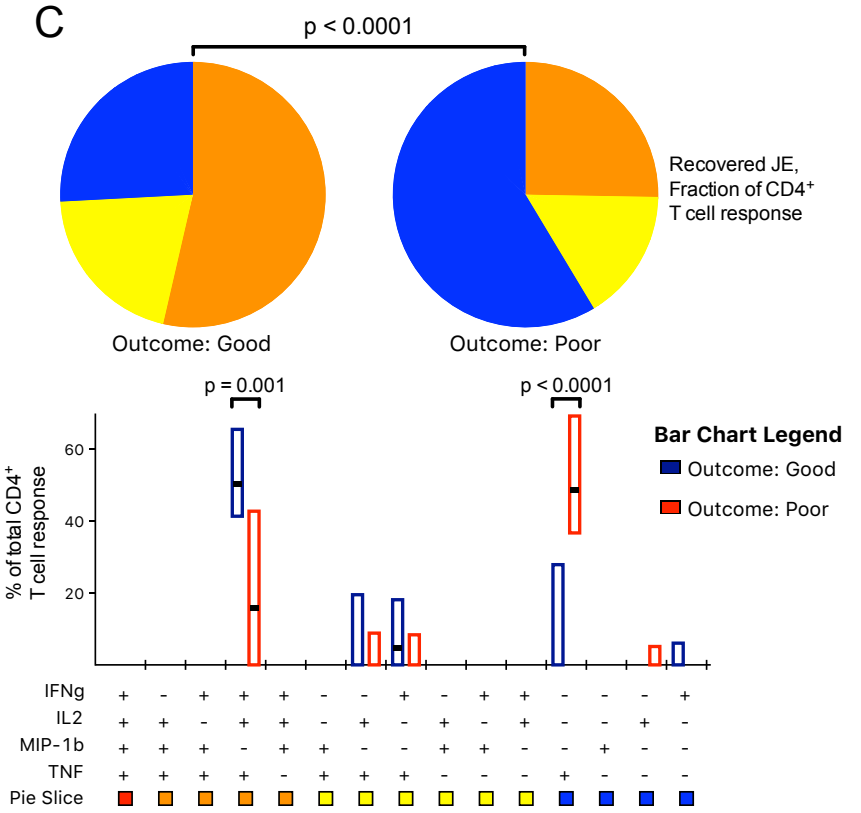 C
p < 0.0001
Recovered JE,
Fraction of CD4⁺
T cell response
Outcome: Good
Outcome: Poor
p = 0.001
p < 0.0001
% of total CD4⁺
T cell response
60
40
20
Bar Chart Legend
Outcome: Good
Outcome: Poor
IFNg + - + + + - - + - + + - - - +
IL2 + + - + + - + - + - + - - + -
MIP-1b + + + - + + - - + + - - + - -
TNF + + + + - + + + - - - + - - -
Pie Slice